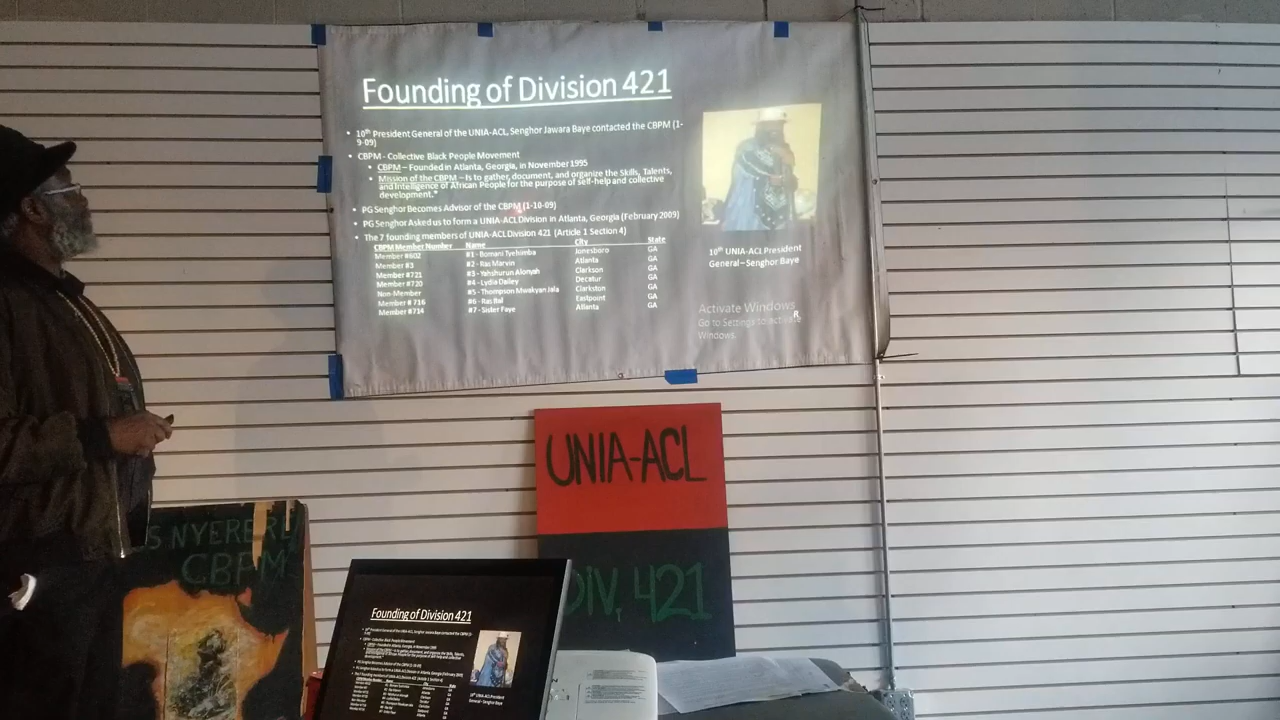 Founding of Division 421
• 10th President General of the UNIA-ACL, Senghor Jawara Baye contacted the CBPM (1-
9-09)
• CBPM - Collective Black People Movement
• CBPM – Founded in Atlanta, Georgia, in November 1995
• Mission of the CBPM – Is to gather, document, and organize the Skills, Talents,
and Intelligence of African People for the purpose of self-help and collective
development."
• PG Senghor Becomes Advisor of the CBPM (1-10-09)
• PG Senghor Asked us to form a UNIA-ACL Division in Atlanta, Georgia (February 2009)
• The 7 founding members of UNIA-ACL Division 421 (Article 1 Section 4)
CBPM Member Number Name City State
Member #602 #1 - Bomani Tyehimba Jonesboro GA
Member #3 #2 - Ras Marvin Atlanta GA
Member #721 #3 - Yahshurun Alonyah Clarkson GA
Member #720 #4 - Lydia Dailey Decatur GA
Non-Member #5 - Thompson Mwakyan Jala Clarkston GA
Member # 716 #6 - Ras Ital Eastpoint GA
Member #714 #7 - Sister Faye Atlanta GA
10th UNIA-ACL President
General – Senghor Baye
Activate Windows
Go to Settings to activate
Windows.
UNIA-ACL
DIV, 421
S NYERERE
CBPM
Founding of Division 421